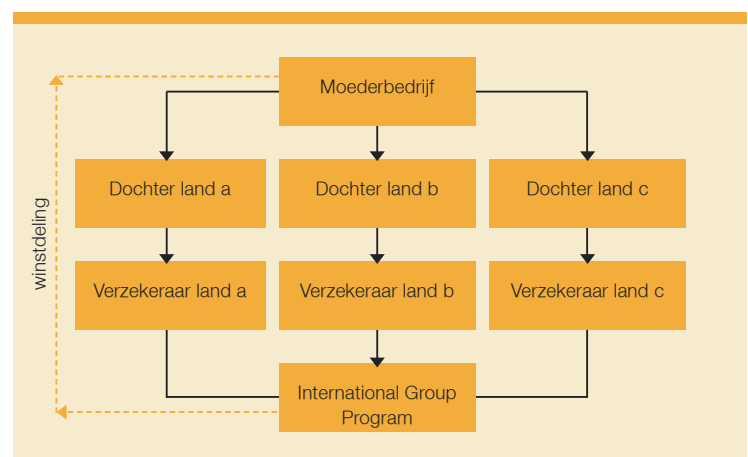 Moederbedrijf
Dochter land a
Dochter land b
Dochter land c
winstdeling
Verzekeraar land a
Verzekeraar land b
Verzekeraar land c
International Group
Program